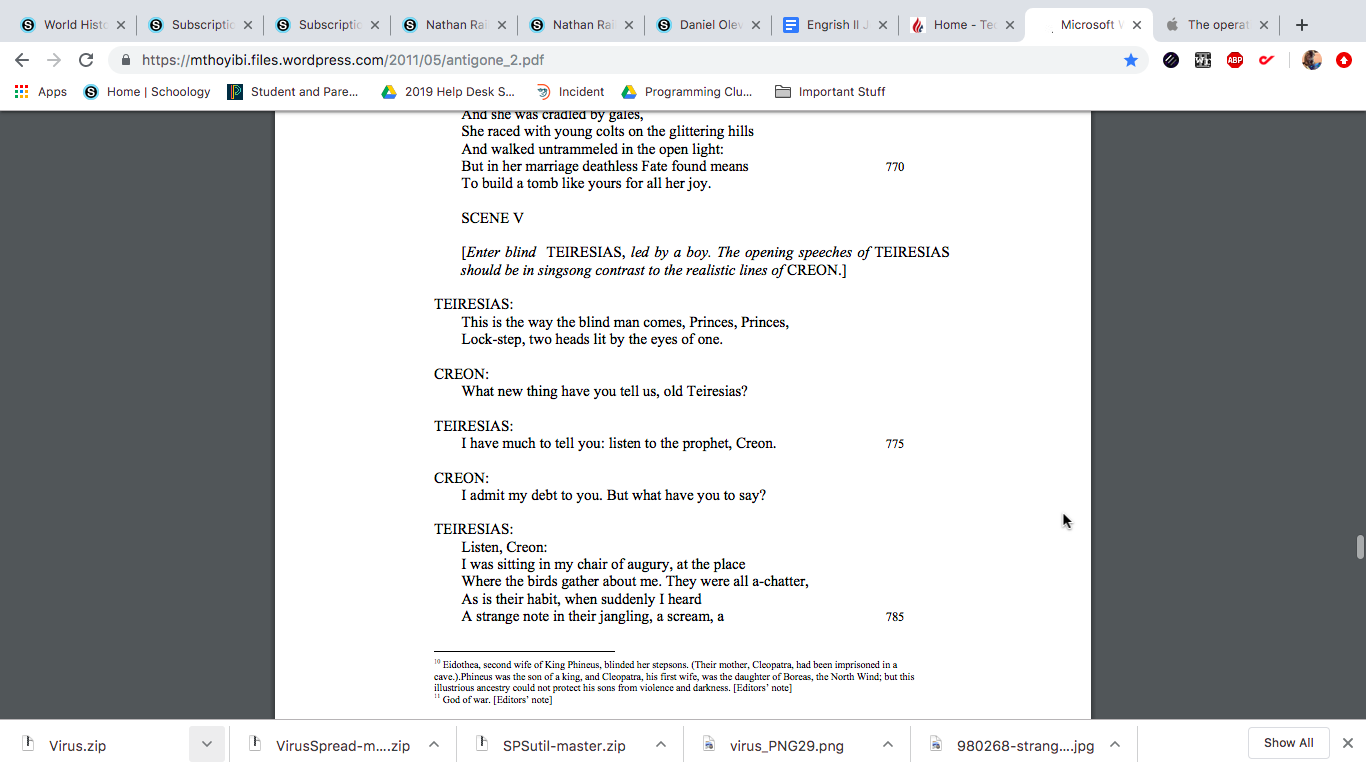 World Histo
Subscriptio
Subscriptio
Nathan Rai
Nathan Rai
Daniel Olev
Engrish II J
Home - Tec
Microsoft W
The operat
https://mthoyibi.files.wordpress.com/2011/05/antigone_2.pdf
ABP
Apps
Home | Schoology
Student and Pare...
2019 Help Desk S...
Incident
Programming Clu...
Important Stuff
And she was cradled by gales,
She raced with young colts on the glittering hills
And walked untrammeled in the open light:
But in her marriage deathless Fate found means 770
To build a tomb like yours for all her joy.
SCENE V
[Enter blind TEIRESIAS, led by a boy. The opening speeches of TEIRESIAS
should be in singsong contrast to the realistic lines of CREON.]
TEIRESIAS:
This is the way the blind man comes, Princes, Princes,
Lock-step, two heads lit by the eyes of one.
CREON:
What new thing have you tell us, old Teiresias?
TEIRESIAS:
I have much to tell you: listen to the prophet, Creon. 775
CREON:
I admit my debt to you. But what have you to say?
TEIRESIAS:
Listen, Creon:
I was sitting in my chair of augury, at the place
Where the birds gather about me. They were all a-chatter,
As is their habit, when suddenly I heard
A strange note in their jangling, a scream, a 785
10 Eidothea, second wife of King Phineus, blinded her stepsons. (Their mother, Cleopatra, had been imprisoned in a
cave.).Phineus was the son of a king, and Cleopatra, his first wife, was the daughter of Boreas, the North Wind; but this
illustrious ancestry could not protect his sons from violence and darkness. [Editors' note]
11 God of war. [Editors' note]
Virus.zip
VirusSpread-m....zip
SPSutil-master.zip
virus_PNG29.png
980268-strang....jpg
Show All